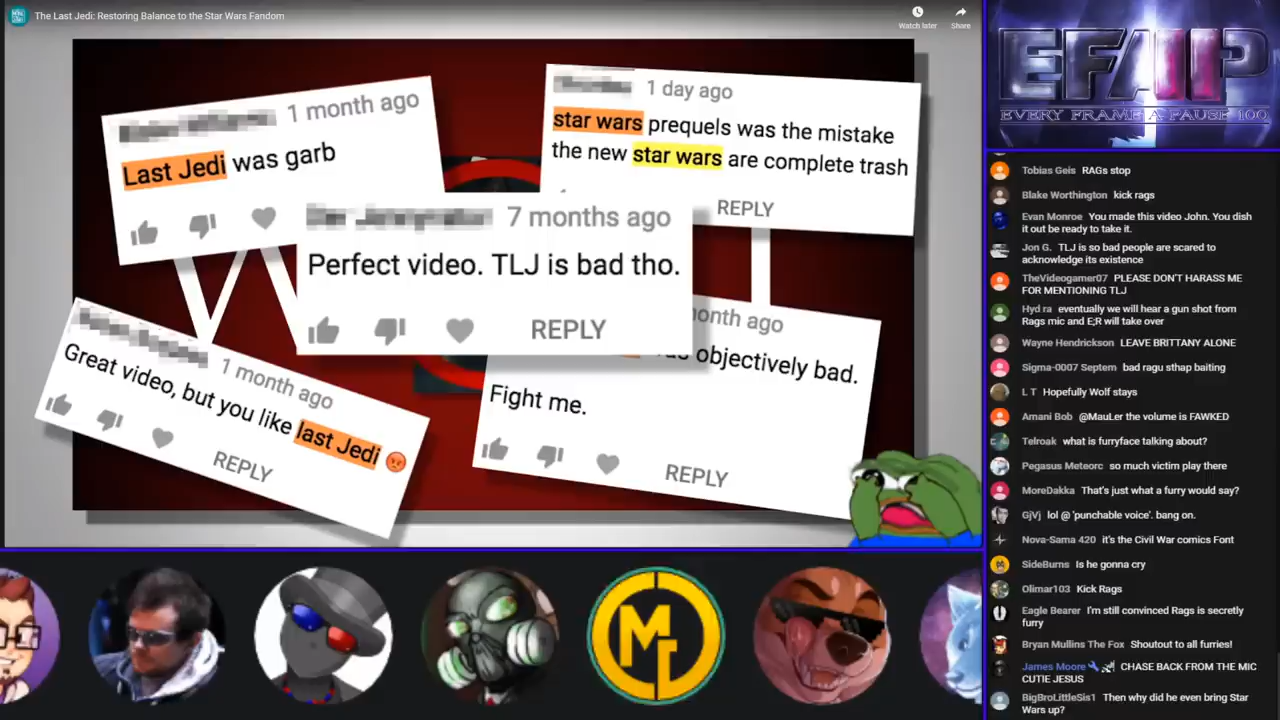 The Last Jedi: Restoring Balance to the Star Wars Fandom
Watch later
Share
1 month ago
Last Jedi was garb
1 day ago
star wars prequels was the mistake
the new star wars are complete trash
REPLY
7 months ago
Perfect video. TLJ is bad tho.
REPLY
1 month ago
Great video, but you like last Jedi 😡
REPLY
month ago
objectively bad.
Fight me.
REPLY
EFAP
EVERY FRAME A PAUSE 100
Tobias Geis RAGs stop
Blake Worthington kick rags
Evan Monroe You made this video John. You dish
it out be ready to take it.
Jon G. TLJ is so bad people are scared to
acknowledge its existence
TheVideogamer07 PLEASE DON'T HARASS ME
FOR MENTIONING TLJ
Hyd ra eventually we will hear a gun shot from
Rags mic and E;R will take over
Wayne Hendrickson LEAVE BRITTANY ALONE
Sigma-0007 Septem bad ragu sthap baiting
L T Hopefully Wolf stays
Amani Bob @MauLer the volume is FAWKED
Telroak what is furryface talking about?
Pegasus Meteorc so much victim play there
MoreDakka That's just what a furry would say?
GjVj lol @ 'punchable voice'. bang on.
Nova-Sama 420 it's the Civil War comics Font
SideBurns Is he gonna cry
Olimar103 Kick Rags
Eagle Bearer I'm still convinced Rags is secretly
furry
Bryan Mullins The Fox Shoutout to all furries!
James Moore CHASE BACK FROM THE MIC
CUTIE JESUS
BigBroLittleSis1 Then why did he even bring Star
Wars up?